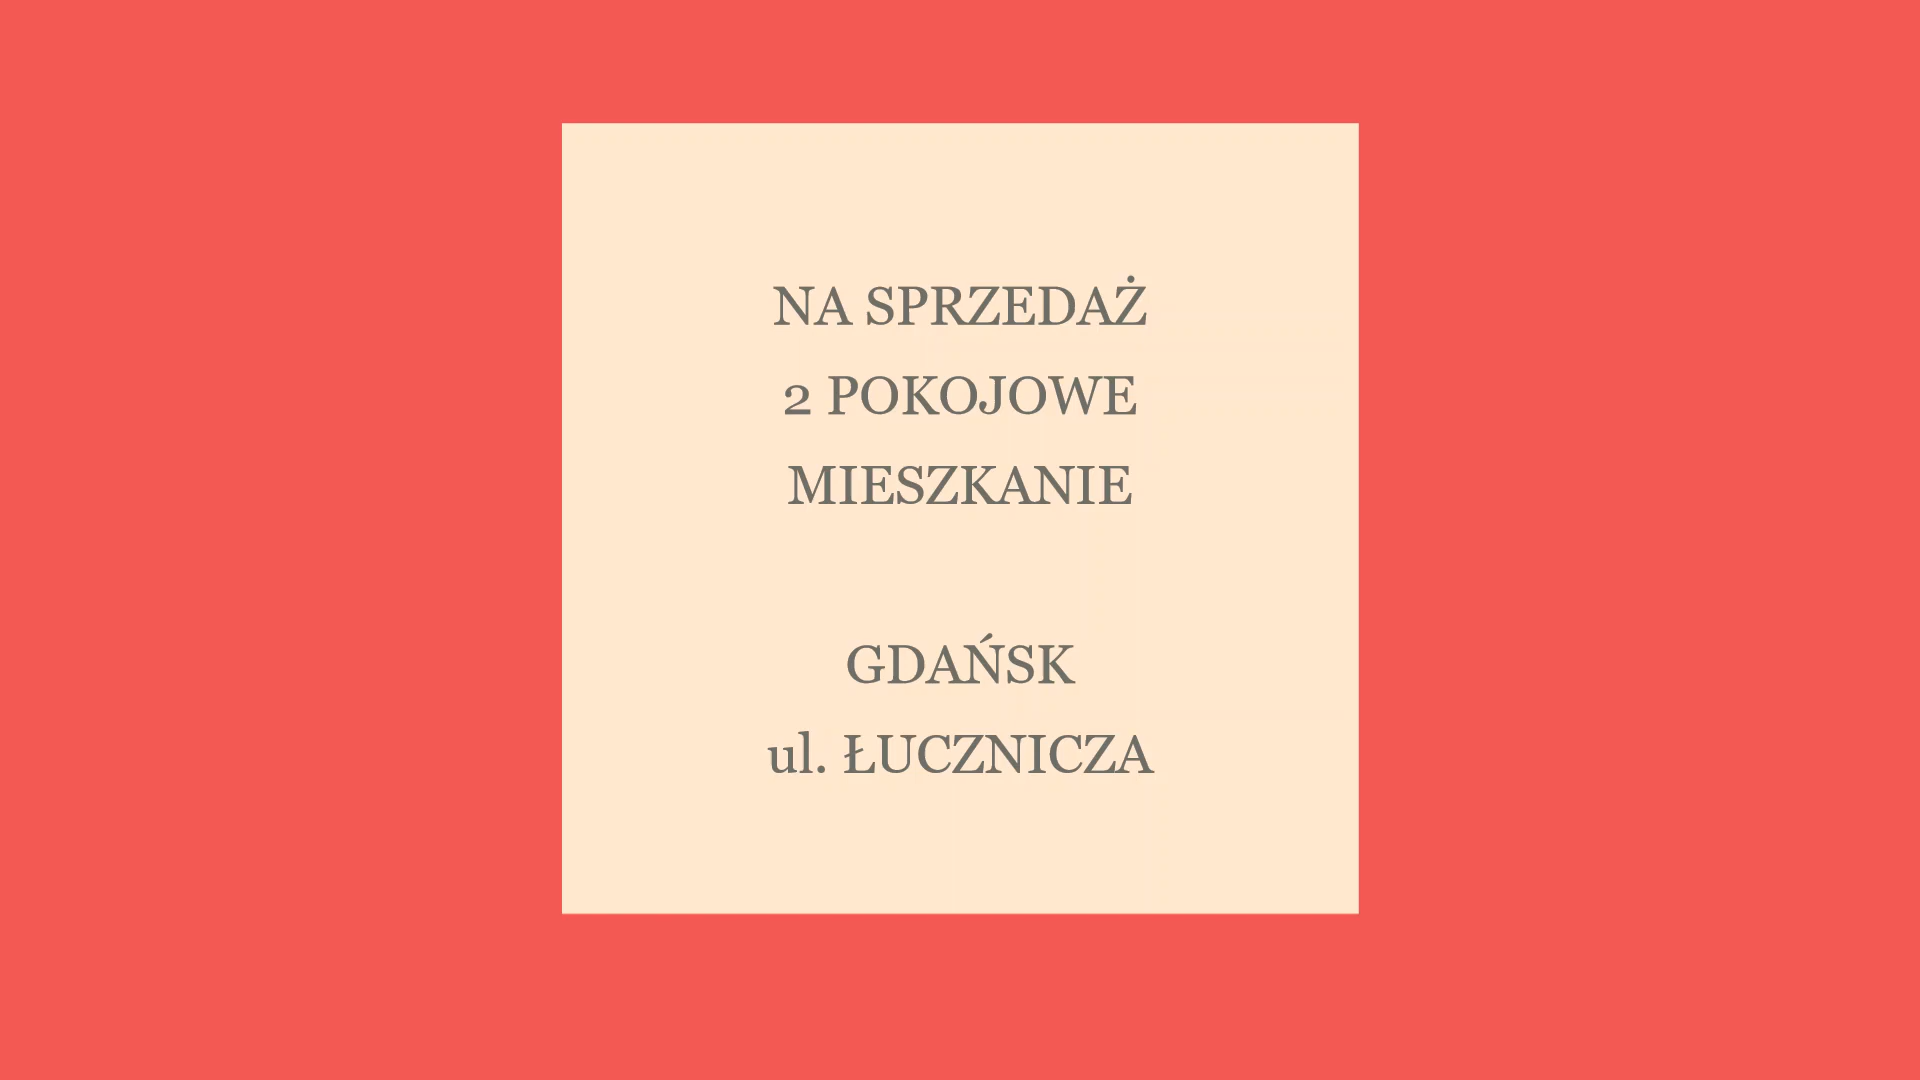 NA SPRZEDAŻ
2 POKOJOWE
MIESZKANIE
GDAŃSK
ul. ŁUCZNICZA